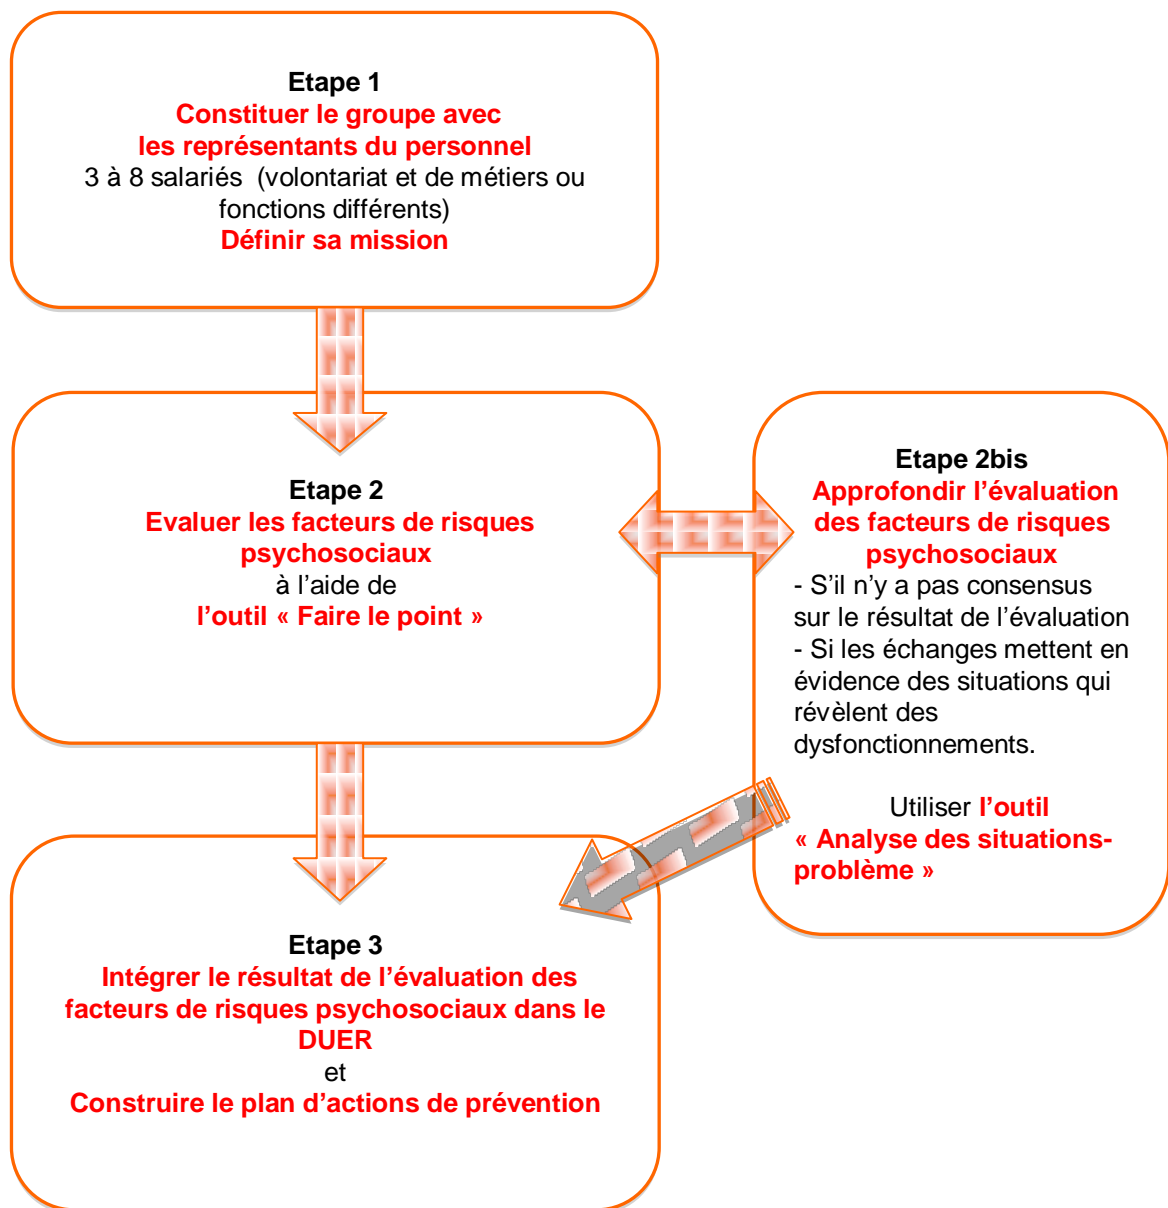 Etape 1
Constituer le groupe avec
les représentants du personnel
3 à 8 salariés  (volontariat et de métiers ou
fonctions différents)
Définir sa mission
Etape 2
Evaluer les facteurs de risques
psychosociaux
à l'aide de
l'outil « Faire le point »
Etape 2bis
Approfondir l'évaluation
des facteurs de risques
psychosociaux
- S'il n'y a pas consensus
sur le résultat de l'évaluation
- Si les échanges mettent en
évidence des situations qui
révèlent des
dysfonctionnements.
Utiliser l'outil
« Analyse des situations-
problème »
Etape 3
Intégrer le résultat de l'évaluation des
facteurs de risques psychosociaux dans le
DUER
et
Construire le plan d'actions de prévention